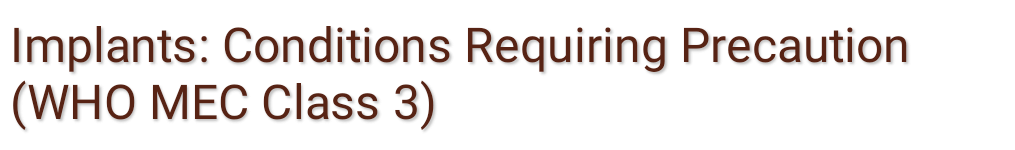 Implants: Conditions Requiring Precaution
(WHO MEC Class 3)